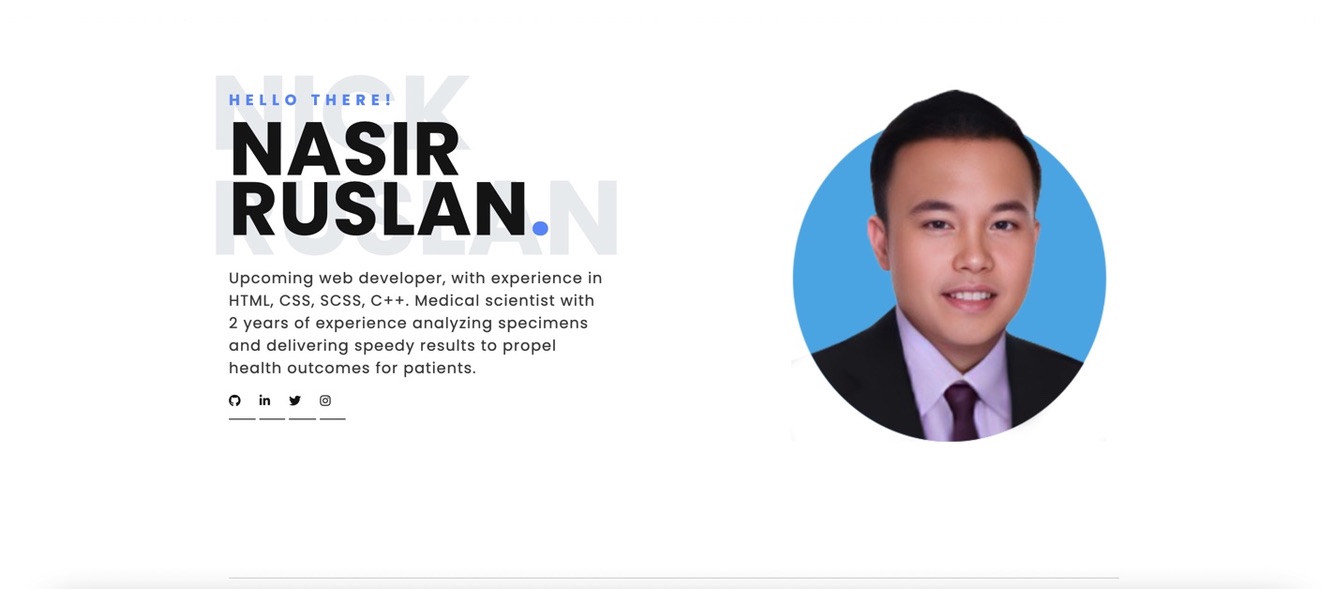 NICK
HELLO THERE!
NASIR
RUSLAN
RUSLAN.
Upcoming web developer, with experience in
HTML, CSS, SCSS, C++. Medical scientist with
2 years of experience analyzing specimens
and delivering speedy results to propel
health outcomes for patients.
in